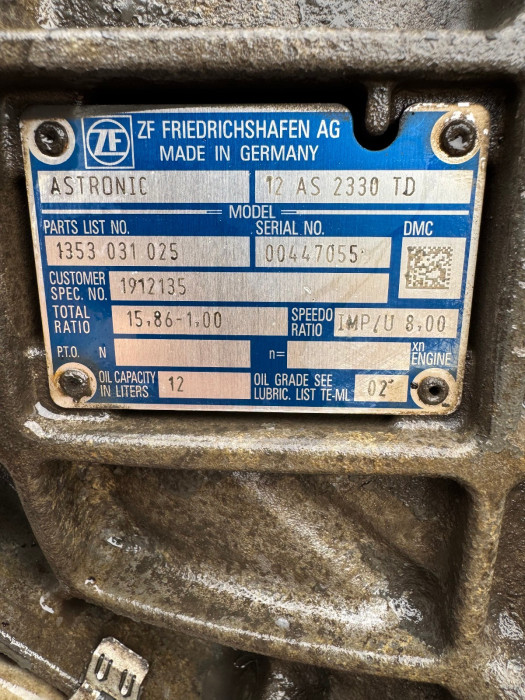 ZF
ZF FRIEDRICHSHAFEN AG
MADE IN GERMANY
ASTRONIC 12 AS 2330 TD
MODEL
PARTS LIST NO. SERIAL NO. DMC
1353 031 025 00447055
CUSTOMER SPEC. NO. 1912135
TOTAL RATIO 15,86-1,00 SPEEDO RATIO IMP/U 8,00
P.T.O. N n= xn ENGINE
OIL CAPACITY IN LITERS 12 OIL GRADE SEE LUBRIC. LIST TE-ML 02